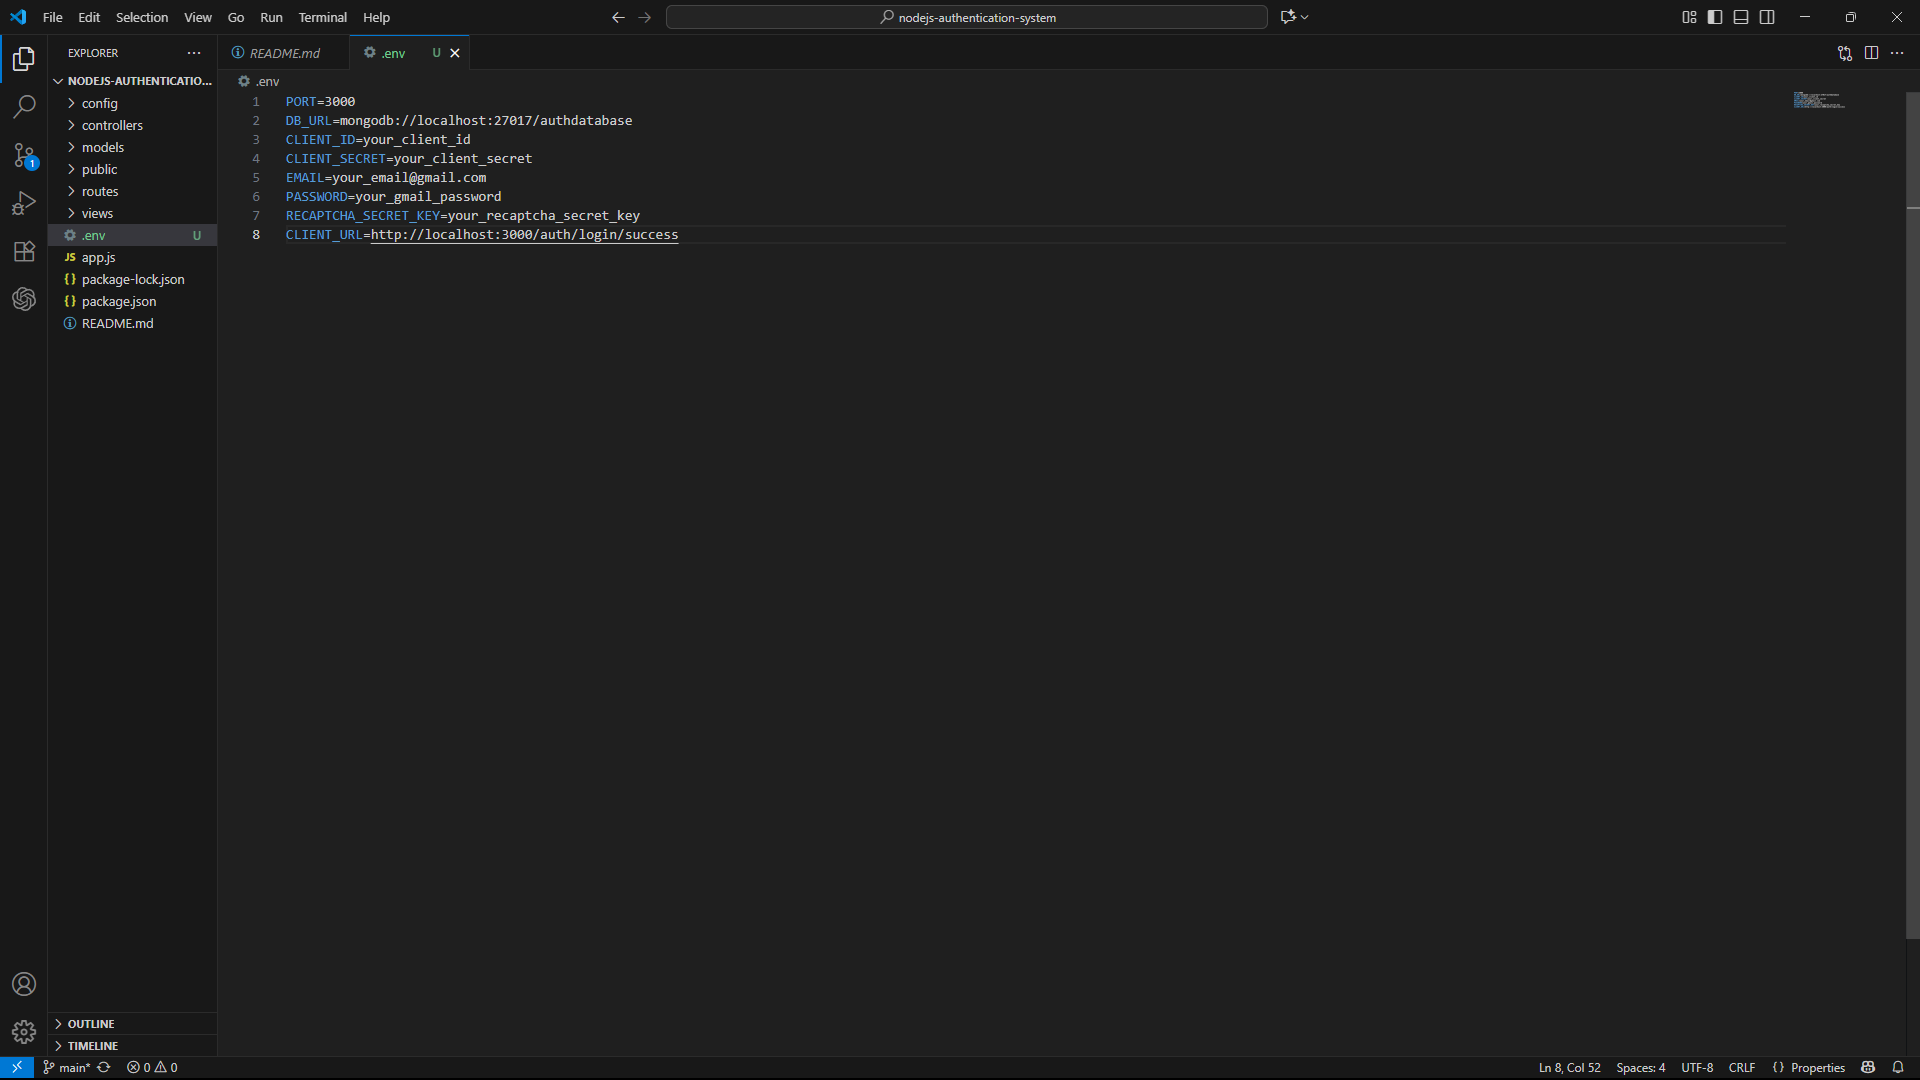 File Edit Selection View Go Run Terminal Help
nodejs-authentication-system
EXPLORER
NODEJS-AUTHENTICATIO...
config
controllers
models
public
routes
views
.env U
app.js
package-lock.json
package.json
README.md
OUTLINE
TIMELINE
README.md
.env U
.env
1 PORT=3000
2 DB_URL=mongodb://localhost:27017/authdatabase
3 CLIENT_ID=your_client_id
4 CLIENT_SECRET=your_client_secret
5 EMAIL=your_email@gmail.com
6 PASSWORD=your_gmail_password
7 RECAPTCHA_SECRET_KEY=your_recaptcha_secret_key
8 CLIENT_URL=http://localhost:3000/auth/login/success
1
JS
main* 0 0
Ln 8, Col 52 Spaces: 4 UTF-8 CRLF {} Properties